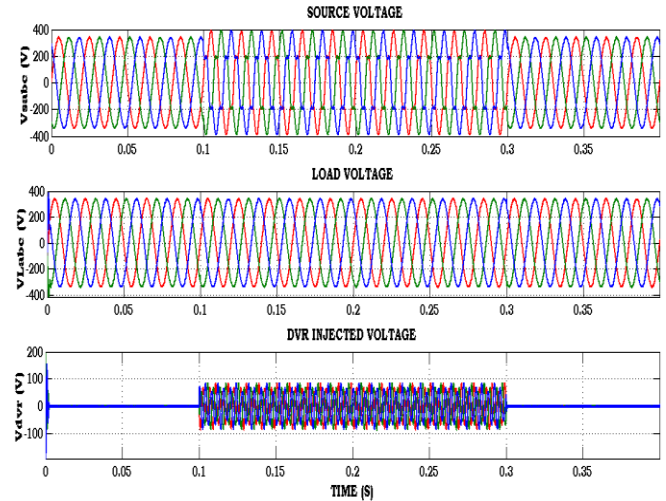 SOURCE VOLTAGE
Vsabc (V)
400
200
0
-200
-400
0 0.05 0.1 0.15 0.2 0.25 0.3 0.35
LOAD VOLTAGE
VLabc (V)
400
200
0
-200
-400
0 0.05 0.1 0.15 0.2 0.25 0.3 0.35
DVR INJECTED VOLTAGE
Vdvr (V)
200
100
0
-100
0 0.05 0.1 0.15 0.2 0.25 0.3 0.35
TIME (S)